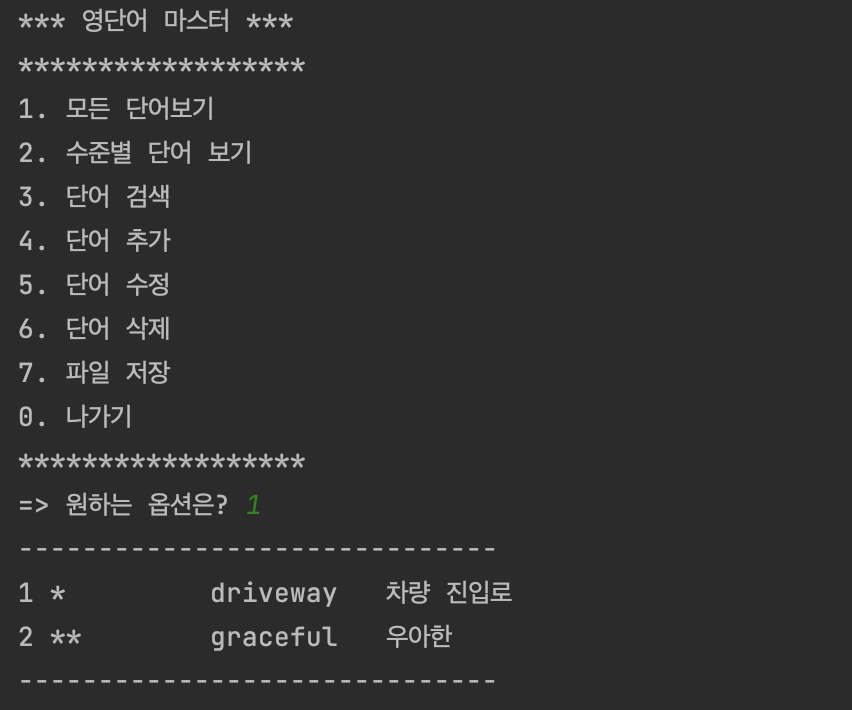 *** 영단어 마스터 ***
******************
1. 모든 단어보기
2. 수준별 단어 보기
3. 단어 검색
4. 단어 추가
5. 단어 수정
6. 단어 삭제
7. 파일 저장
0. 나가기
******************
=> 원하는 옵션은? 1
------------------------------
1 *         driveway   차량 진입로
2 **        graceful   우아한
------------------------------